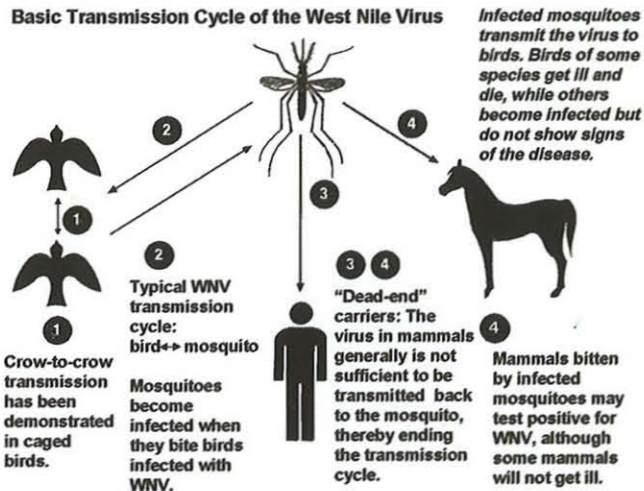 Basic Transmission Cycle of the West Nile Virus
Infected mosquitoes
transmit the virus to
birds. Birds of some
species get ill and
die, while others
become infected but
do not show signs
of the disease.
2
4
1
3
1
Crow-to-crow
transmission
has been
demonstrated
in caged
birds.
2
Typical WNV
transmission
cycle:
bird↔mosquito
Mosquitoes
become
infected when
they bite birds
infected with
WNV.
3 4
"Dead-end"
carriers: The
virus in mammals
generally is not
sufficient to be
transmitted back
to the mosquito,
thereby ending
the transmission
cycle.
4
Mammals bitten
by infected
mosquitoes may
test positive for
WNV, although
some mammals
will not get ill.